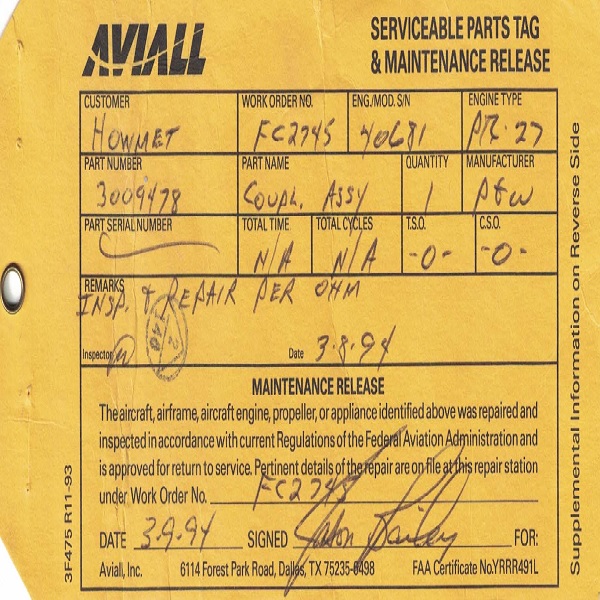 AVIALL
SERVICEABLE PARTS TAG
& MAINTENANCE RELEASE
CUSTOMER WORK ORDER NO. ENG./MOD. S/N ENGINE TYPE
HOWMET FC2745 40681 PT6-27
PART NUMBER PART NAME QUANTITY MANUFACTURER
3009478 COUPL. ASSY 1 P&W
PART SERIAL NUMBER TOTAL TIME TOTAL CYCLES T.S.O. C.S.O.
N/A N/A -0- -0-
REMARKS
INSP. & REPAIR PER OHM
Inspector Date 3-8-94
MAINTENANCE RELEASE
The aircraft, airframe, aircraft engine, propeller, or appliance identified above was repaired and
inspected in accordance with current Regulations of the Federal Aviation Administration and
is approved for return to service. Pertinent details of the repair are on file at this repair station
under Work Order No. FC2745
DATE 3-9-94 SIGNED Jason Bailey FOR:
Aviall, Inc. 6114 Forest Park Road, Dallas, TX 75235-6498 FAA Certificate No.YRRR491L
3F475 R11-93
Supplemental Information on Reverse Side